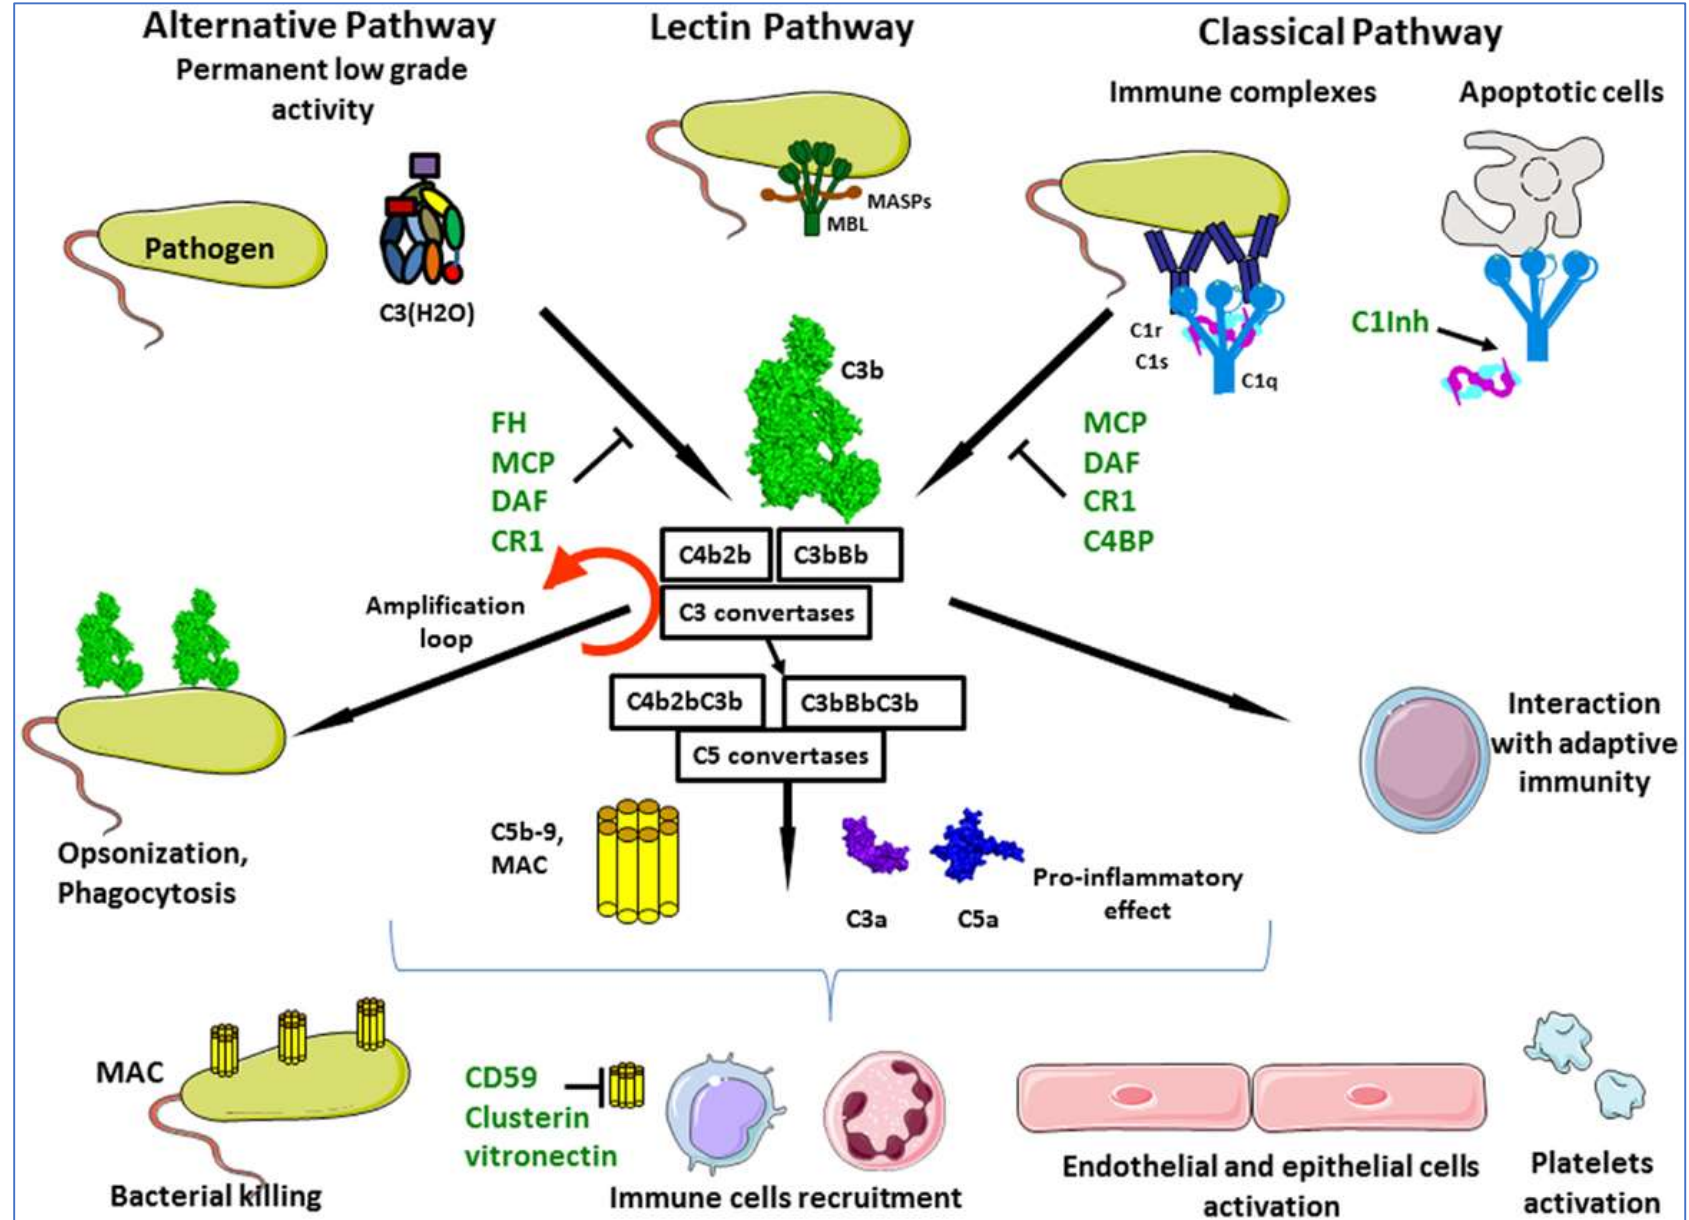 Alternative Pathway
Permanent low grade
activity
Pathogen
C3(H2O)
Lectin Pathway
MASPs
MBL
Classical Pathway
Immune complexes
Apoptotic cells
C1r
C1s
C1q
C1Inh
C3b
FH
MCP
DAF
CR1
MCP
DAF
CR1
C4BP
C4b2b
C3bBb
C3 convertases
Amplification
loop
C4b2bC3b
C3bBbC3b
C5 convertases
Opsonization,
Phagocytosis
Interaction
with adaptive
immunity
C5b-9,
MAC
C3a
C5a
Pro-inflammatory
effect
MAC
Bacterial killing
CD59
Clusterin
vitronectin
Immune cells recruitment
Endothelial and epithelial cells
activation
Platelets
activation